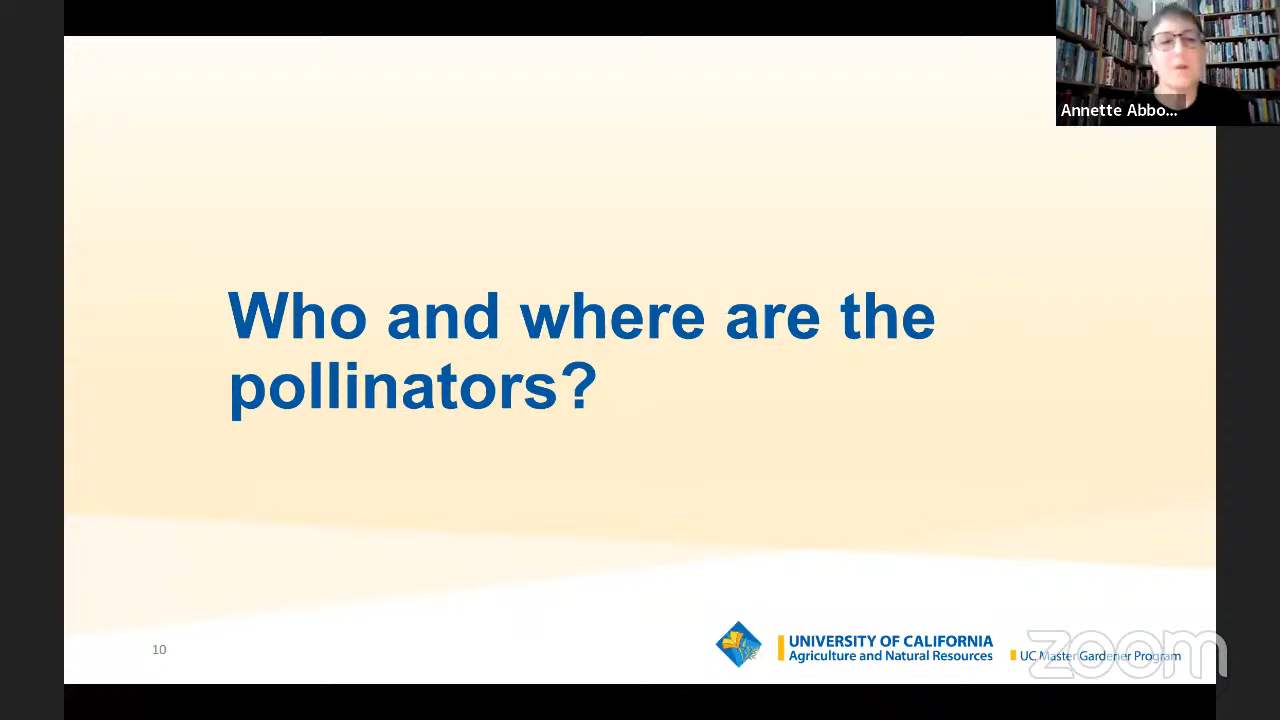 Annette Abbo...
Who and where are the
pollinators?
10
UNIVERSITY OF CALIFORNIA
Agriculture and Natural Resources
UC Master Gardener Program
zoom